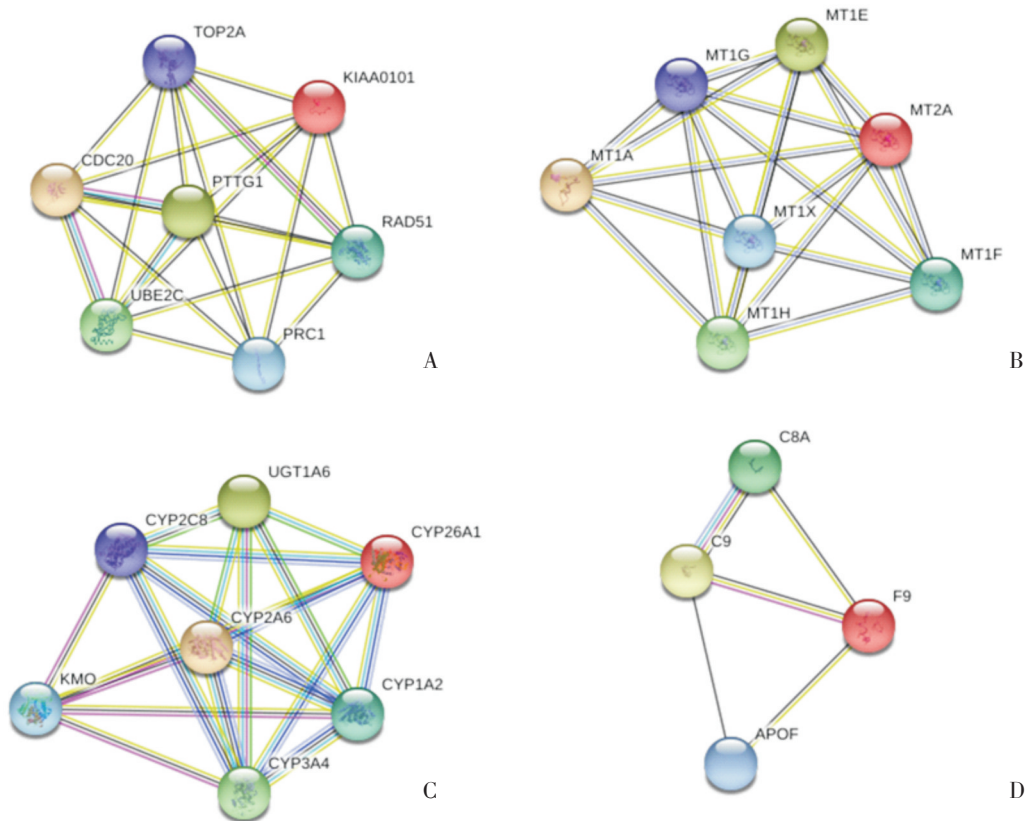 TOP2A
KIAA0101
CDC20
PTTG1
RAD51
UBE2C
PRC1
A
MT1E
MT1G
MT2A
MT1A
MT1X
MT1F
MT1H
B
UGT1A6
CYP2C8
CYP26A1
CYP2A6
KMO
CYP1A2
CYP3A4
C
C8A
C9
F9
APOF
D